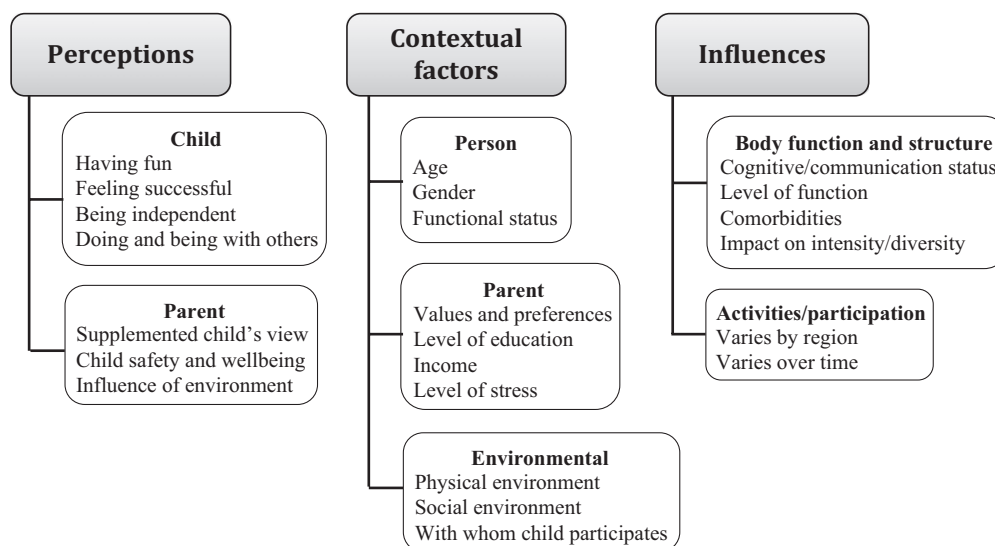 Perceptions
Child
Having fun
Feeling successful
Being independent
Doing and being with others
Parent
Supplemented child's view
Child safety and wellbeing
Influence of environment
Contextual
factors
Person
Age
Gender
Functional status
Parent
Values and preferences
Level of education
Income
Level of stress
Environmental
Physical environment
Social environment
With whom child participates
Influences
Body function and structure
Cognitive/communication status
Level of function
Comorbidities
Impact on intensity/diversity
Activities/participation
Varies by region
Varies over time